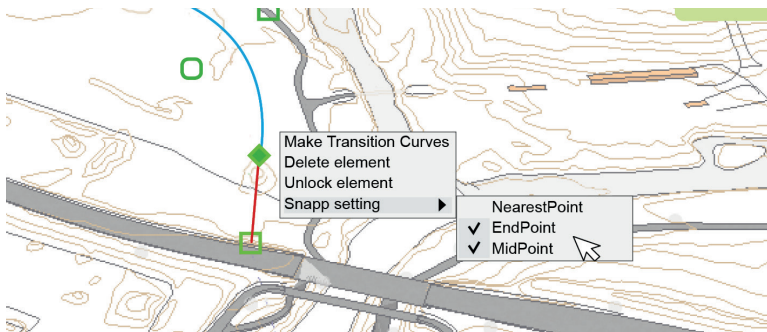 Make Transition Curves
Delete element
Unlock element
Snapp setting
NearestPoint
EndPoint
MidPoint